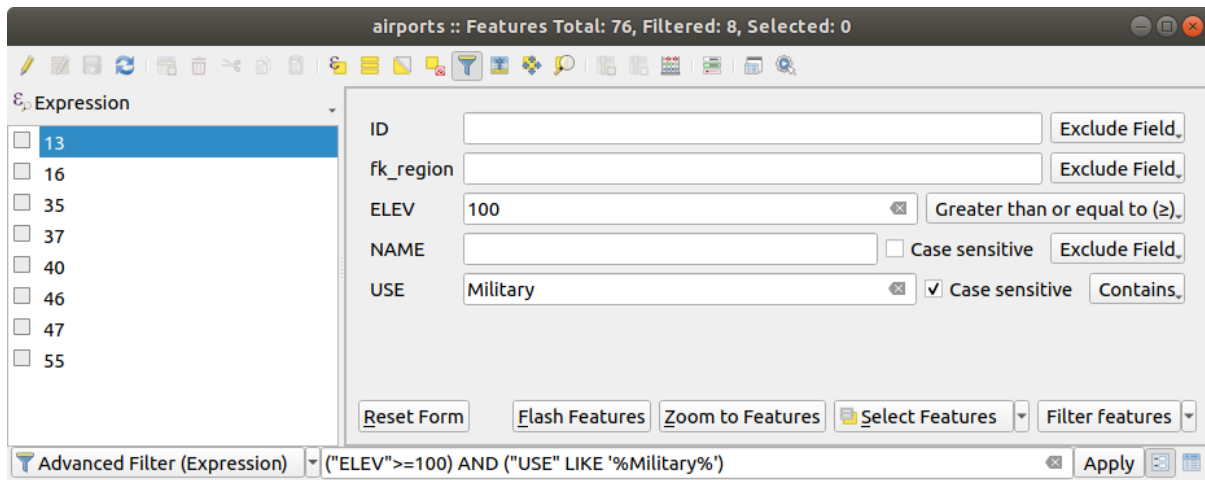 airports :: Features Total: 76, Filtered: 8, Selected: 0
Expression
13
16
35
37
40
46
47
55
ID Exclude Field
fk_region Exclude Field
ELEV 100 Greater than or equal to (≥)
NAME Case sensitive Exclude Field
USE Military Case sensitive Contains
Reset Form Flash Features Zoom to Features Select Features Filter features
Advanced Filter (Expression) ("ELEV">=100) AND ("USE" LIKE '%Military%') Apply